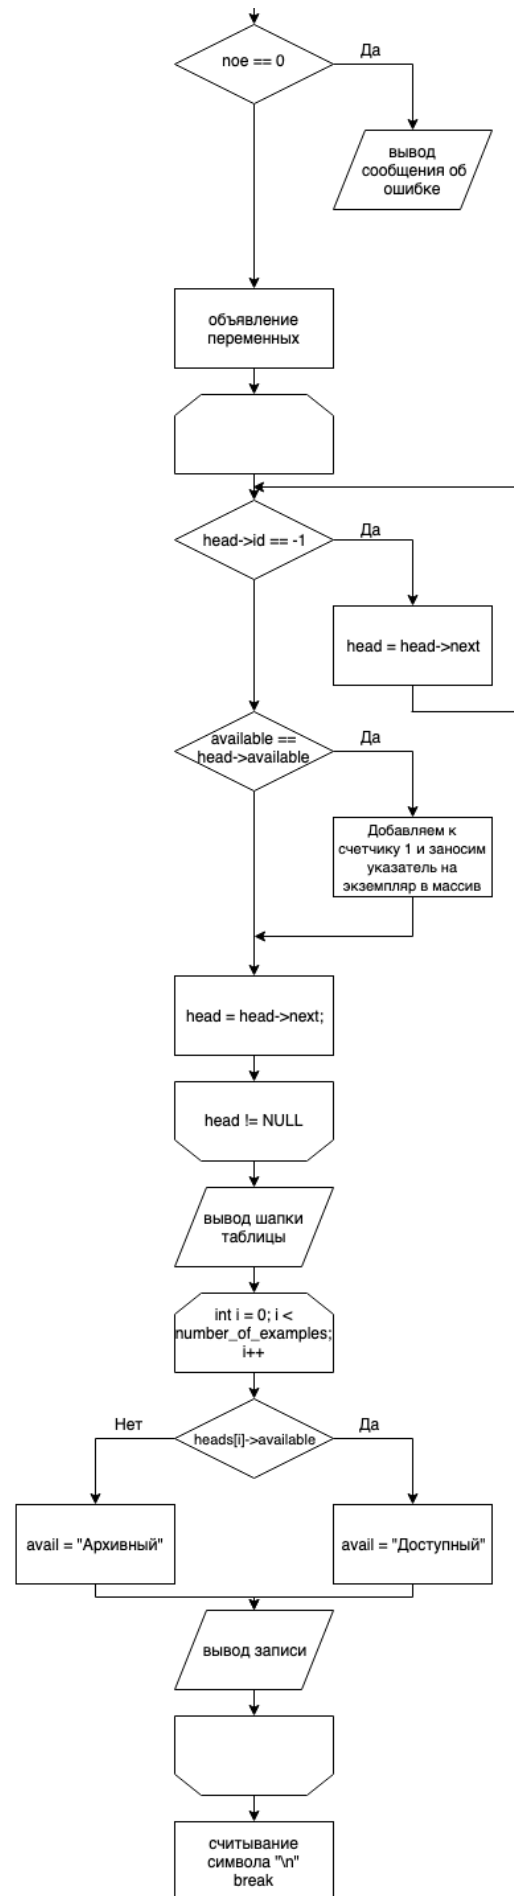 noe == 0
Да
вывод
сообщения об
ошибке
объявление
переменных
head->id == -1
Да
head = head->next
available ==
head->available
Да
Добавляем к
счетчику 1 и заносим
указатель на
экземпляр в массив
head = head->next;
head != NULL
вывод шапки
таблицы
int i = 0; i <
number_of_examples;
i++
Нет
heads[i]->available
Да
avail = "Архивный"
avail = "Доступный"
вывод записи
считывание
символа "\n"
break